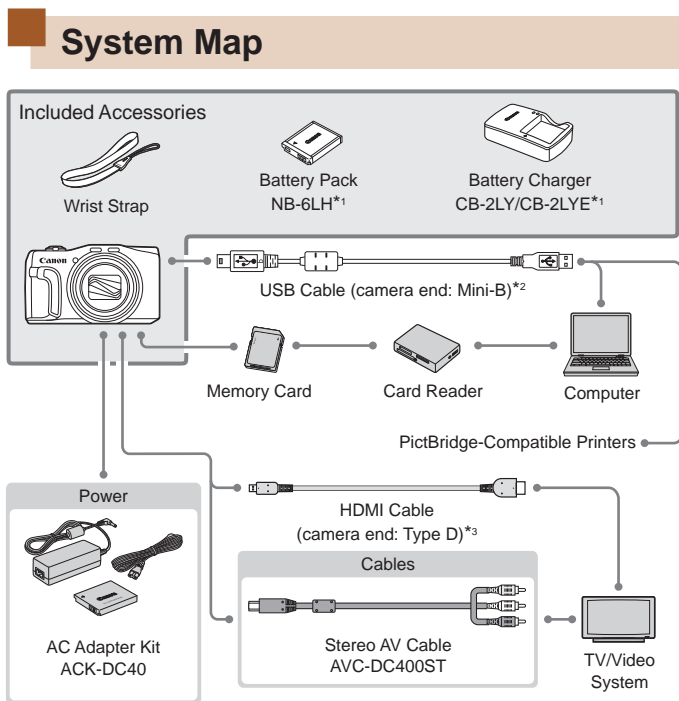 System Map
Included Accessories
Wrist Strap
Battery Pack
NB-6LH*1
Battery Charger
CB-2LY/CB-2LYE*1
Canon
USB Cable (camera end: Mini-B)*2
Memory Card
Card Reader
Computer
PictBridge-Compatible Printers
Power
AC Adapter Kit
ACK-DC40
HDMI Cable
(camera end: Type D)*3
Cables
Stereo AV Cable
AVC-DC400ST
TV/Video
System